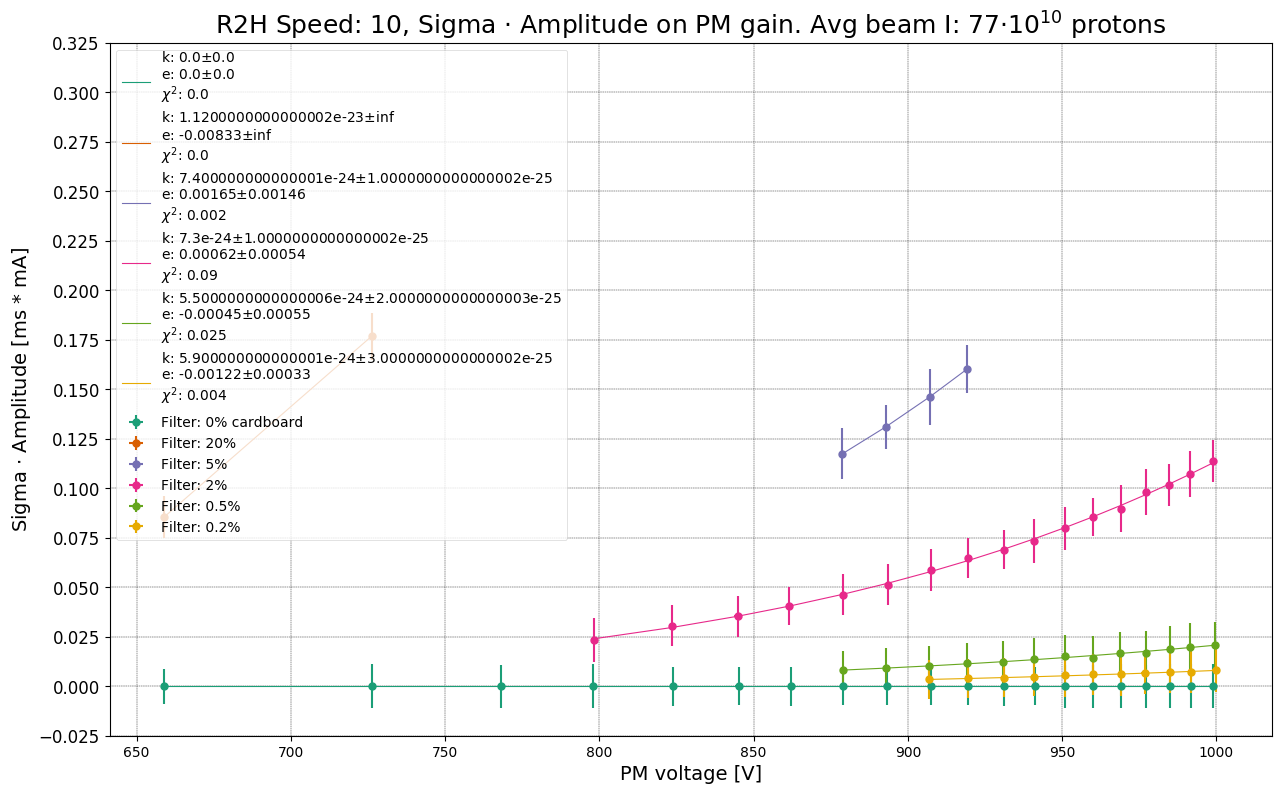 R2H Speed: 10, Sigma · Amplitude on PM gain. Avg beam I: 77·10^10 protons
0.325
0.300
0.275
0.250
0.225
0.200
0.175
0.150
0.125
0.100
0.075
0.050
0.025
0.000
−0.025
Sigma · Amplitude [ms * mA]
k: 0.0±0.0
e: 0.0±0.0
χ²: 0.0
k: 1.1200000000000002e-23±inf
e: -0.00833±inf
χ²: 0.0
k: 7.400000000000001e-24±1.0000000000000002e-25
e: 0.00165±0.00146
χ²: 0.002
k: 7.3e-24±1.0000000000000002e-25
e: 0.00062±0.00054
χ²: 0.09
k: 5.5000000000000006e-24±2.0000000000000003e-25
e: -0.00045±0.00055
χ²: 0.025
k: 5.900000000000001e-24±3.0000000000000002e-25
e: -0.00122±0.00033
χ²: 0.004
Filter: 0% cardboard
Filter: 20%
Filter: 5%
Filter: 2%
Filter: 0.5%
Filter: 0.2%
650 700 750 800 850 900 950 1000
PM voltage [V]